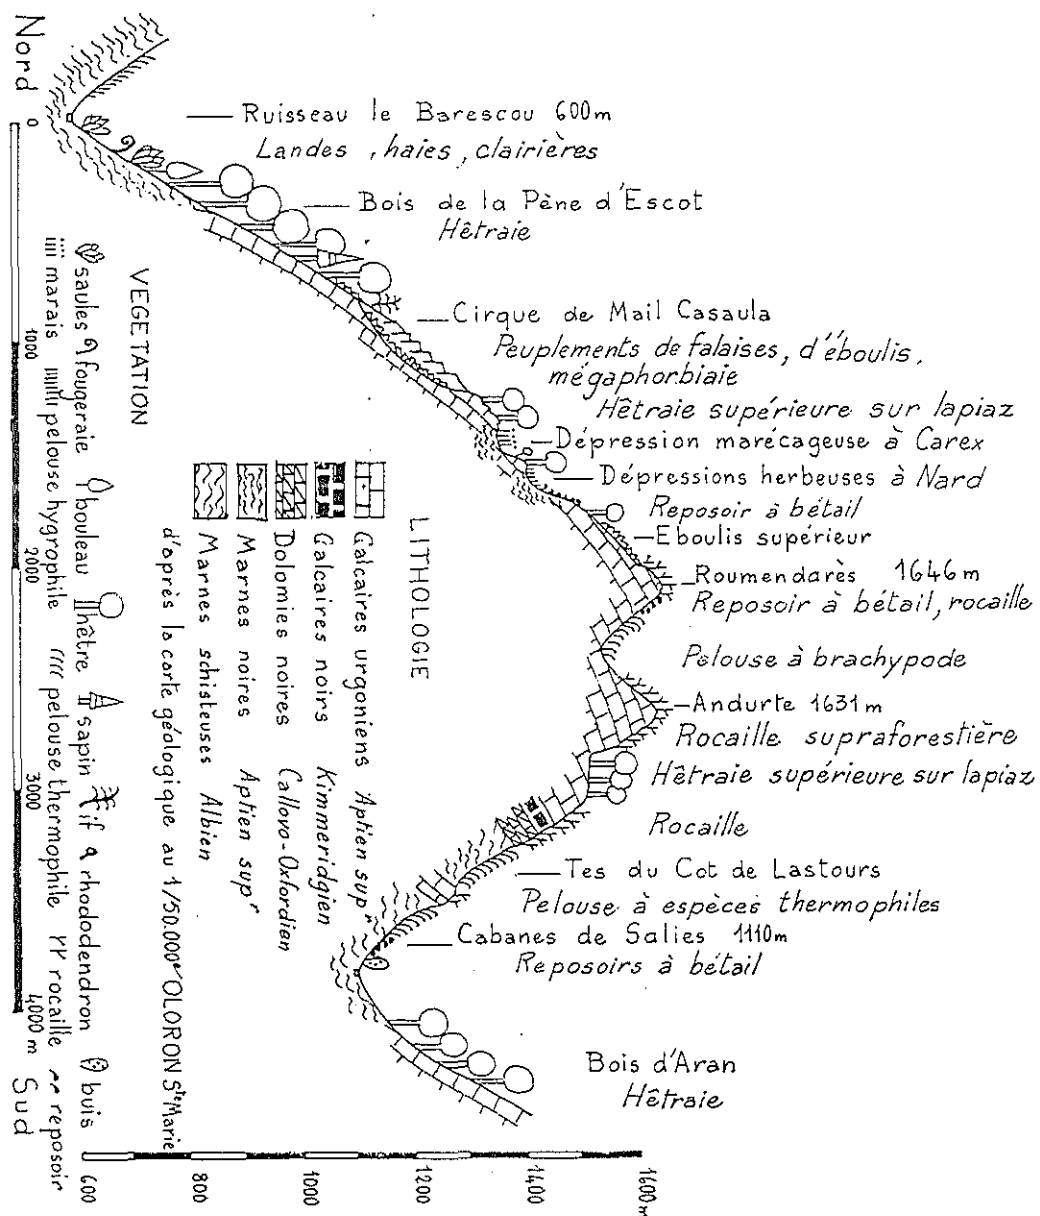 Nord
Ruisseau le Barescou 600m
Landes , haies, clairières
Bois de la Pène d'Escot
Hêtraie
Cirque de Mail Casaula
Peuplements de falaises, d'éboulis,
mégaphorbiaie
Hêtraie supérieure sur lapiaz
Dépression marécageuse à Carex
Dépressions herbeuses à Nard
Reposoir à bétail
Eboulis supérieur
Roumendarès 1646m
Reposoir à bétail, rocaille
Pelouse à brachypode
Andurte 1631m
Rocaille supraforestière
Hêtraie supérieure sur lapiaz
Rocaille
Tes du Cot de Lastours
Pelouse à espèces thermophiles
Cabanes de Salies 1110m
Reposoirs à bétail
Bois d'Aran
Hêtraie
LITHOLOGIE
Galcaires urgoniens Aptien supr
Galcaires noirs Kimmeridgien
Dolomies noires Callovo-Oxfordian
Marnes noires Aptien supr
Marnes schisteuses Albien
d'après la carte géologique au 1/50.000e OLORON Ste Marie
VEGETATION
saules fougeraie bouleau hêtre sapin if rhododendron buis
marais pelouse hygrophile pelouse thermophile rocaille reposoir
0 1000 2000 3000 4000 m
Sud
600 800 1000 1200 1400 1600m